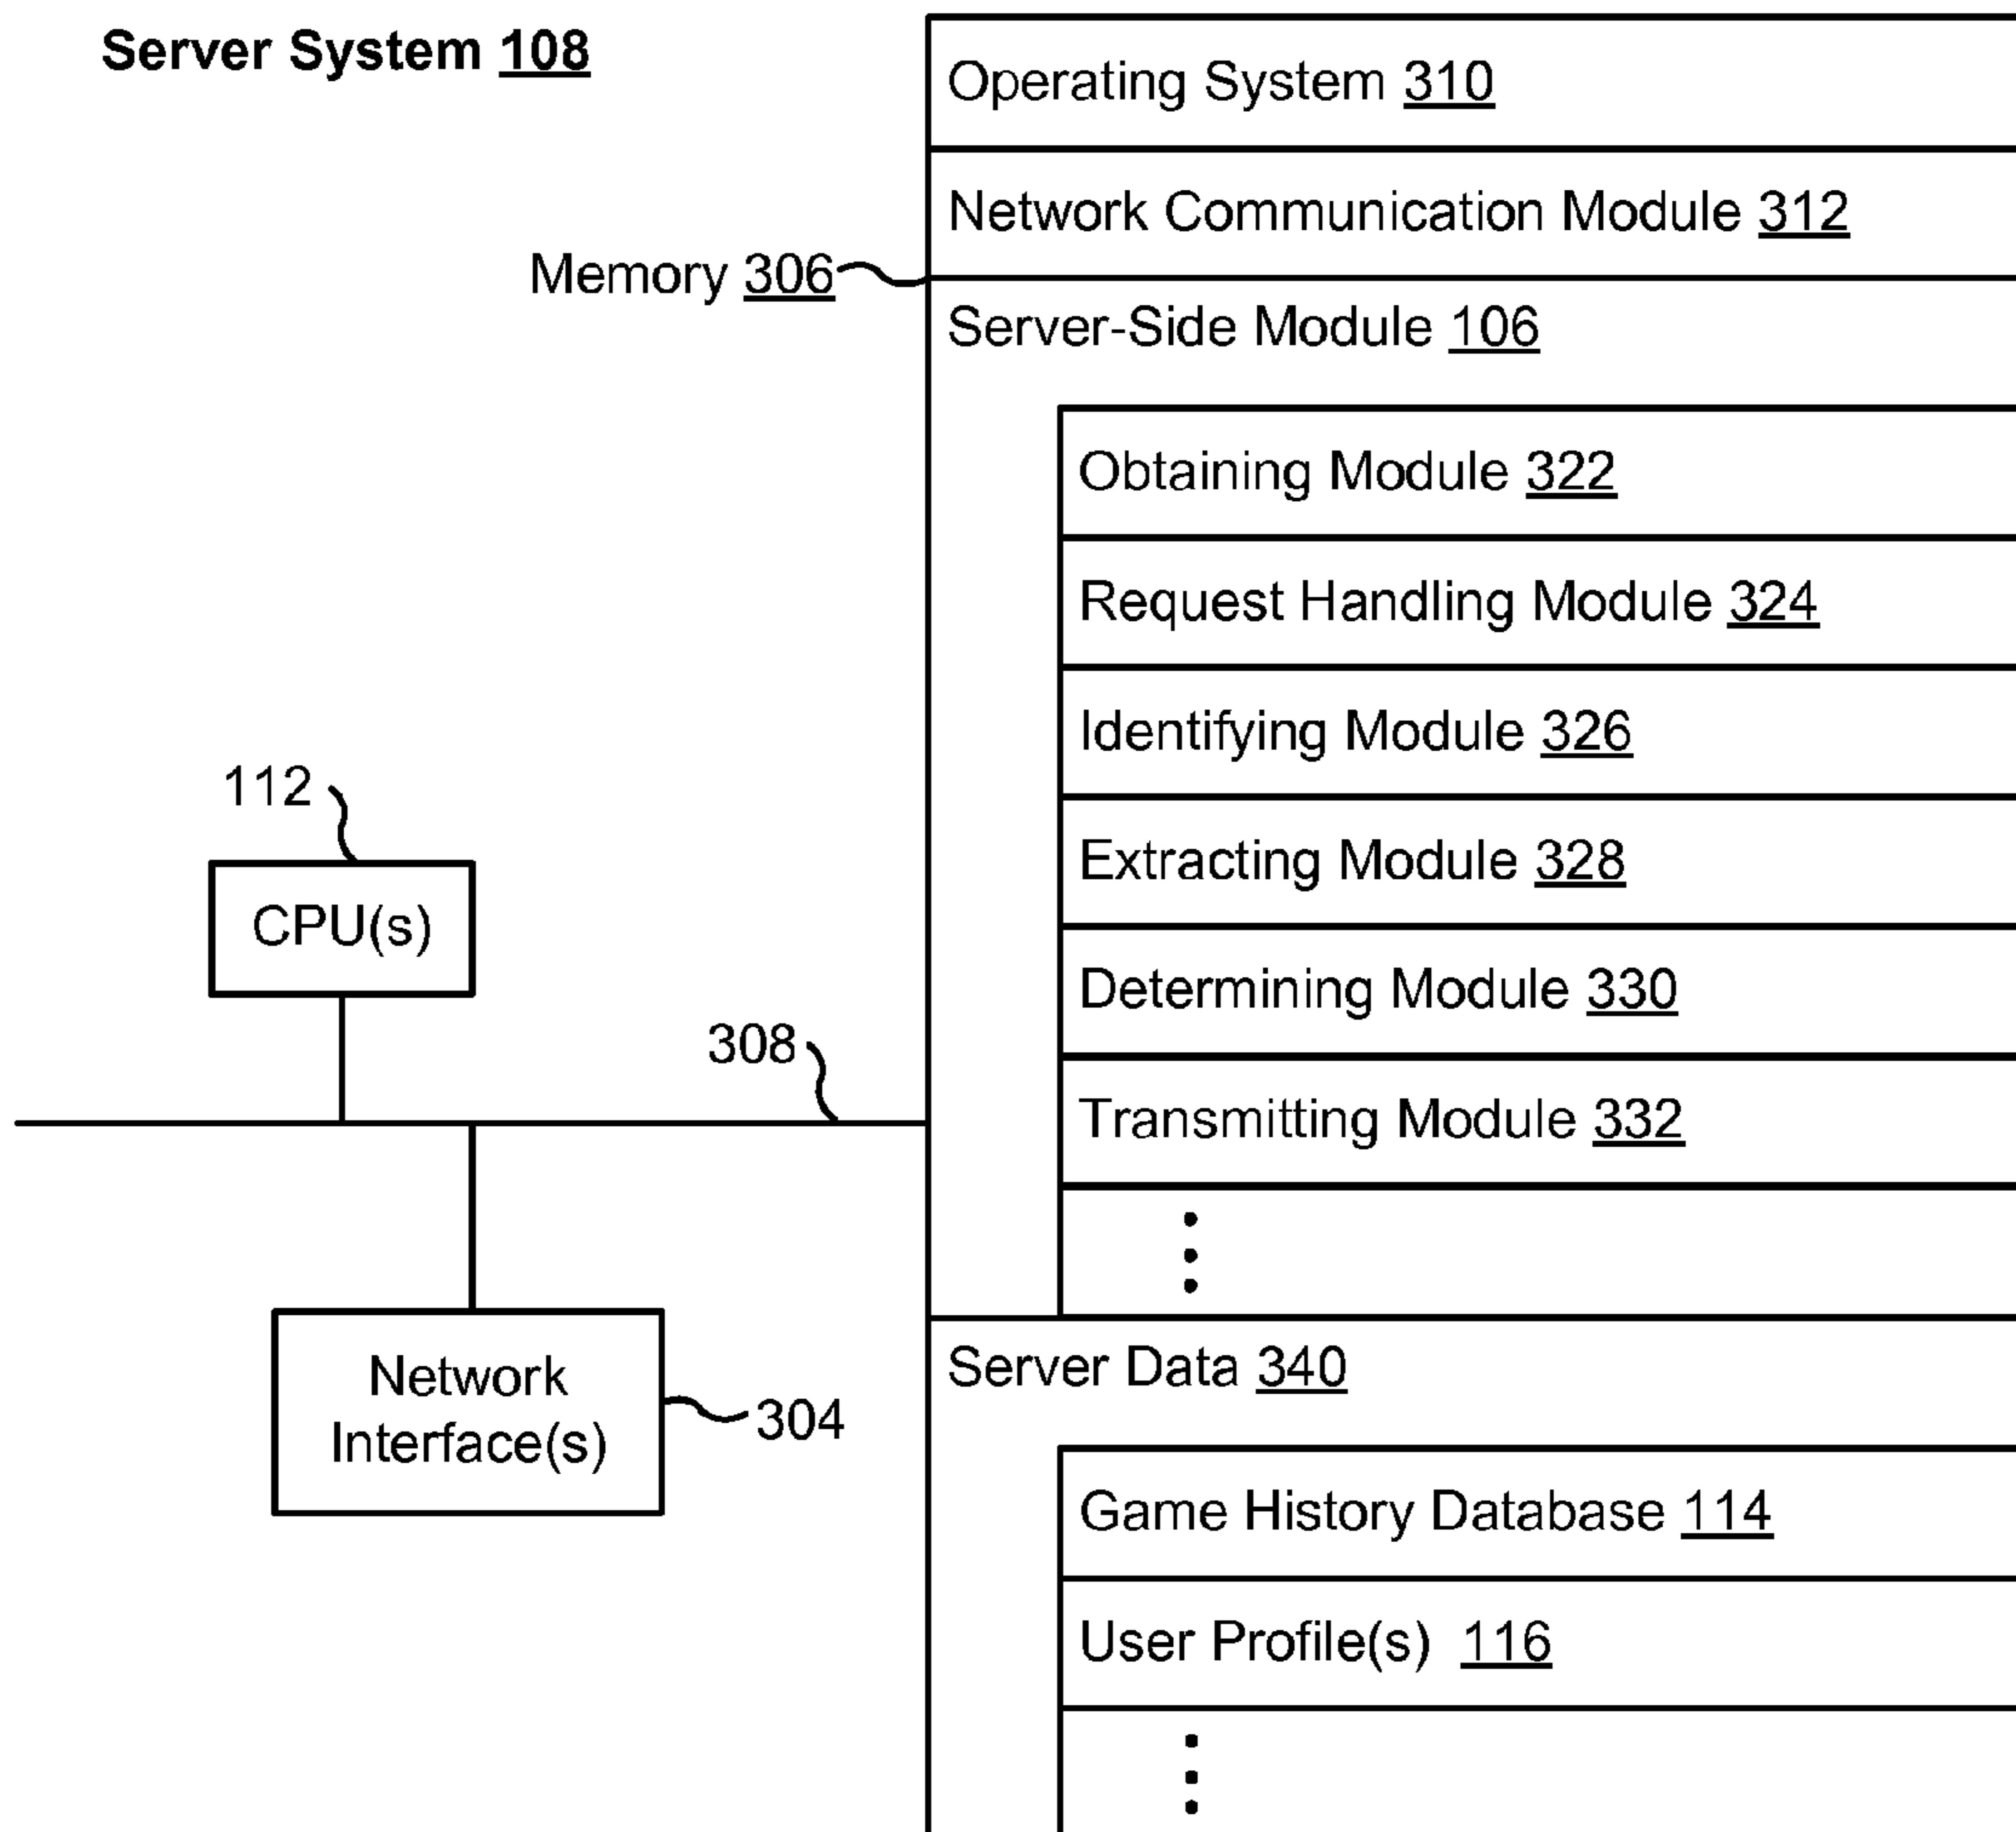 Server System 108
Operating System 310
Network Communication Module 312
Memory 306
Server-Side Module 106
Obtaining Module 322
Request Handling Module 324
Identifying Module 326
Extracting Module 328
Determining Module 330
Transmitting Module 332
112
CPU(s)
308
Network
Interface(s)
304
Server Data 340
Game History Database 114
User Profile(s) 116